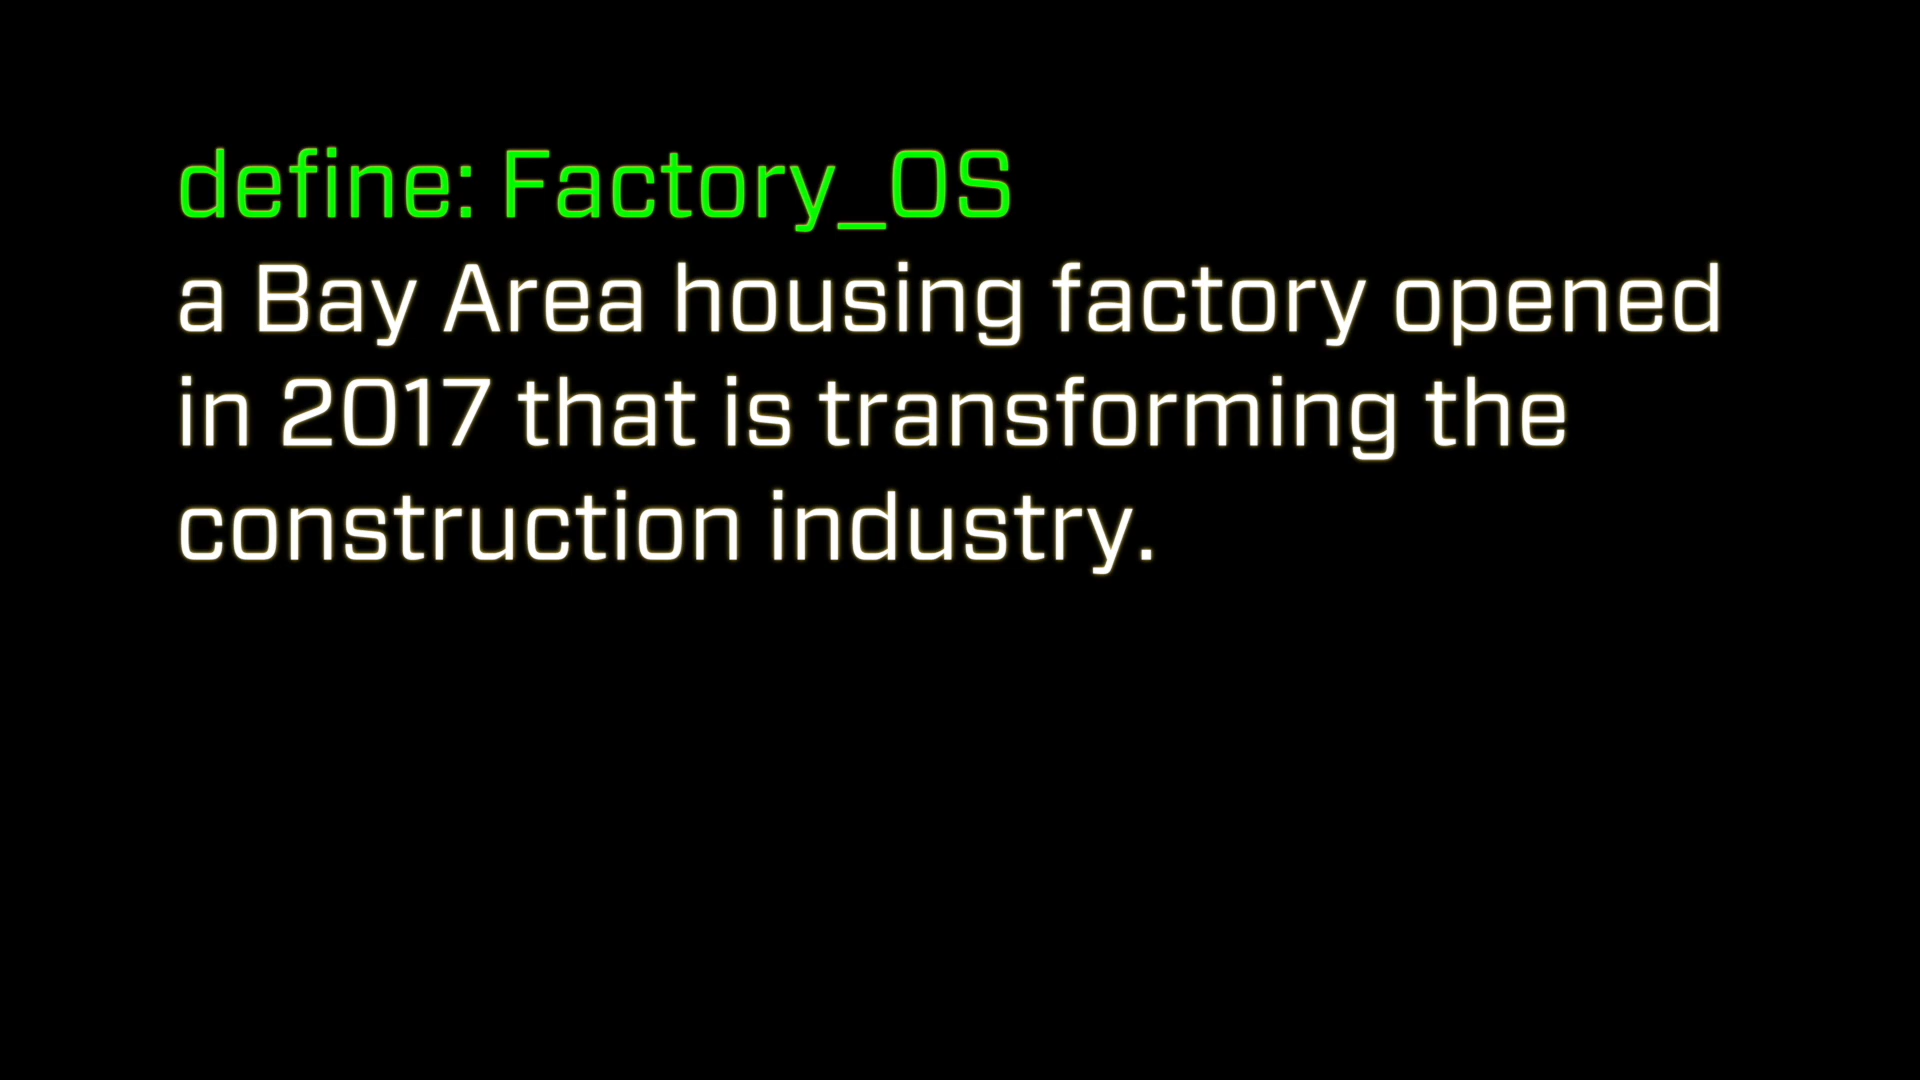 define: Factory_OS
a Bay Area housing factory opened
in 2017 that is transforming the
construction industry.